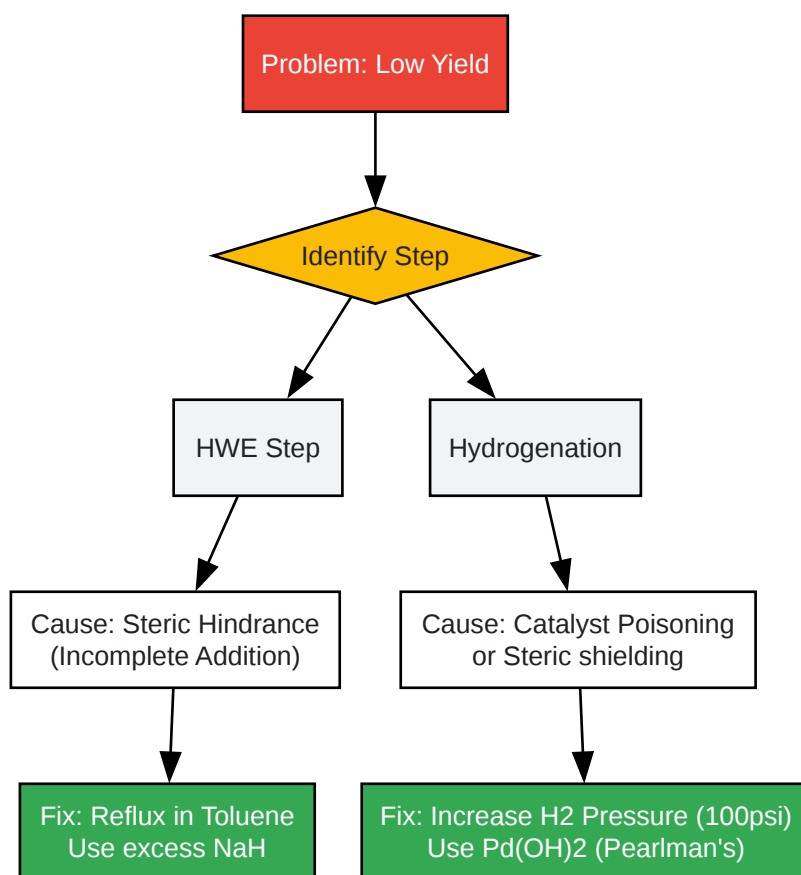 Problem: Low Yield
Identify Step
HWE Step
Hydrogenation
Cause: Steric Hindrance
(Incomplete Addition)
Cause: Catalyst Poisoning
or Steric shielding
Fix: Reflux in Toluene
Use excess NaH
Fix: Increase H2 Pressure (100psi)
Use Pd(OH)2 (Pearlman's)